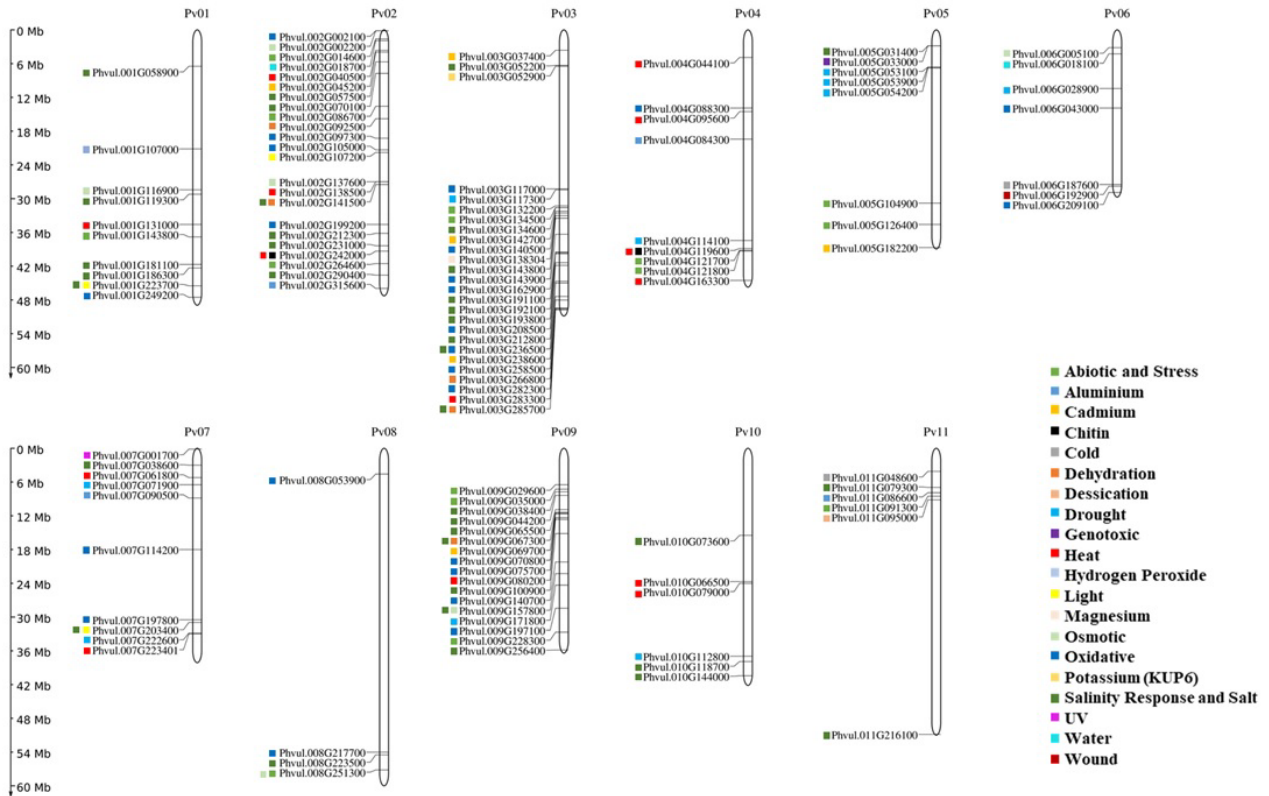 Pv01
Pv02
Pv03
Pv04
Pv05
Pv06
0 Mb
6 Mb
12 Mb
18 Mb
24 Mb
30 Mb
36 Mb
42 Mb
48 Mb
54 Mb
60 Mb
Phvul.001G058900
Phvul.001G107000
Phvul.001G116900
Phvul.001G119300
Phvul.001G131000
Phvul.001G143800
Phvul.001G181100
Phvul.001G186300
Phvul.001G223700
Phvul.001G249200
Phvul.002G002100
Phvul.002G002200
Phvul.002G014600
Phvul.002G018700
Phvul.002G040500
Phvul.002G045200
Phvul.002G057500
Phvul.002G070100
Phvul.002G086700
Phvul.002G092500
Phvul.002G097300
Phvul.002G105000
Phvul.002G107200
Phvul.002G137600
Phvul.002G138500
Phvul.002G141500
Phvul.002G199200
Phvul.002G212300
Phvul.002G231000
Phvul.002G242000
Phvul.002G264600
Phvul.002G290400
Phvul.002G315600
Phvul.003G037400
Phvul.003G052200
Phvul.003G052900
Phvul.003G117000
Phvul.003G117300
Phvul.003G132200
Phvul.003G134500
Phvul.003G134600
Phvul.003G142700
Phvul.003G140500
Phvul.003G138304
Phvul.003G143800
Phvul.003G143900
Phvul.003G162900
Phvul.003G191100
Phvul.003G192100
Phvul.003G193800
Phvul.003G208500
Phvul.003G212800
Phvul.003G236500
Phvul.003G238600
Phvul.003G258500
Phvul.003G266800
Phvul.003G282300
Phvul.003G283300
Phvul.003G285700
Phvul.004G044100
Phvul.004G088300
Phvul.004G095600
Phvul.004G084300
Phvul.004G114100
Phvul.004G119600
Phvul.004G121700
Phvul.004G121800
Phvul.004G163300
Phvul.005G031400
Phvul.005G033000
Phvul.005G053100
Phvul.005G053900
Phvul.005G054200
Phvul.005G104900
Phvul.005G126400
Phvul.005G182200
Phvul.006G005100
Phvul.006G018100
Phvul.006G028900
Phvul.006G043000
Phvul.006G187600
Phvul.006G192900
Phvul.006G209100
Pv07
Pv08
Pv09
Pv10
Pv11
0 Mb
6 Mb
12 Mb
18 Mb
24 Mb
30 Mb
36 Mb
42 Mb
48 Mb
54 Mb
60 Mb
Phvul.007G001700
Phvul.007G038600
Phvul.007G061800
Phvul.007G071900
Phvul.007G090500
Phvul.007G114200
Phvul.007G197800
Phvul.007G203400
Phvul.007G222600
Phvul.007G223401
Phvul.008G053900
Phvul.008G217700
Phvul.008G223500
Phvul.008G251300
Phvul.009G029600
Phvul.009G035000
Phvul.009G038400
Phvul.009G044200
Phvul.009G065500
Phvul.009G067300
Phvul.009G069700
Phvul.009G070800
Phvul.009G075700
Phvul.009G080200
Phvul.009G100900
Phvul.009G140700
Phvul.009G157800
Phvul.009G171800
Phvul.009G197100
Phvul.009G228300
Phvul.009G256400
Phvul.010G073600
Phvul.010G066500
Phvul.010G079000
Phvul.010G112800
Phvul.010G118700
Phvul.010G144000
Phvul.011G048600
Phvul.011G079300
Phvul.011G086600
Phvul.011G091300
Phvul.011G095000
Phvul.011G216100
Abiotic and Stress
Aluminium
Cadmium
Chitin
Cold
Dehydration
Dessication
Drought
Genotoxic
Heat
Hydrogen Peroxide
Light
Magnesium
Osmotic
Oxidative
Potassium (KUP6)
Salinity Response and Salt
UV
Water
Wound